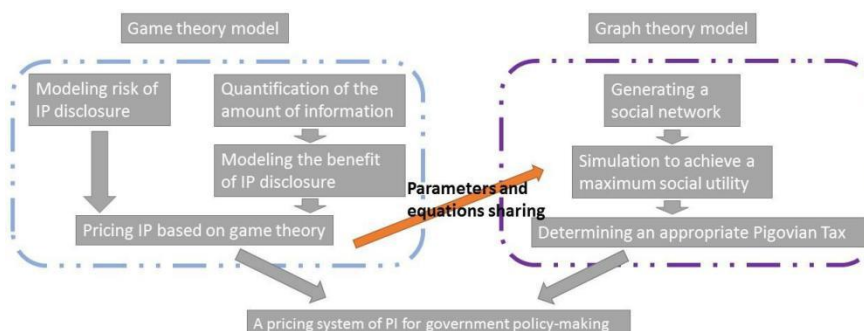 Game theory model
Graph theory model
Modeling risk of
IP disclosure
Quantification of the
amount of information
Modeling the benefit
of IP disclosure
Pricing IP based on game theory
Parameters and
equations sharing
Generating a
social network
Simulation to achieve a
maximum social utility
Determining an appropriate Pigovian Tax
A pricing system of PI for government policy-making